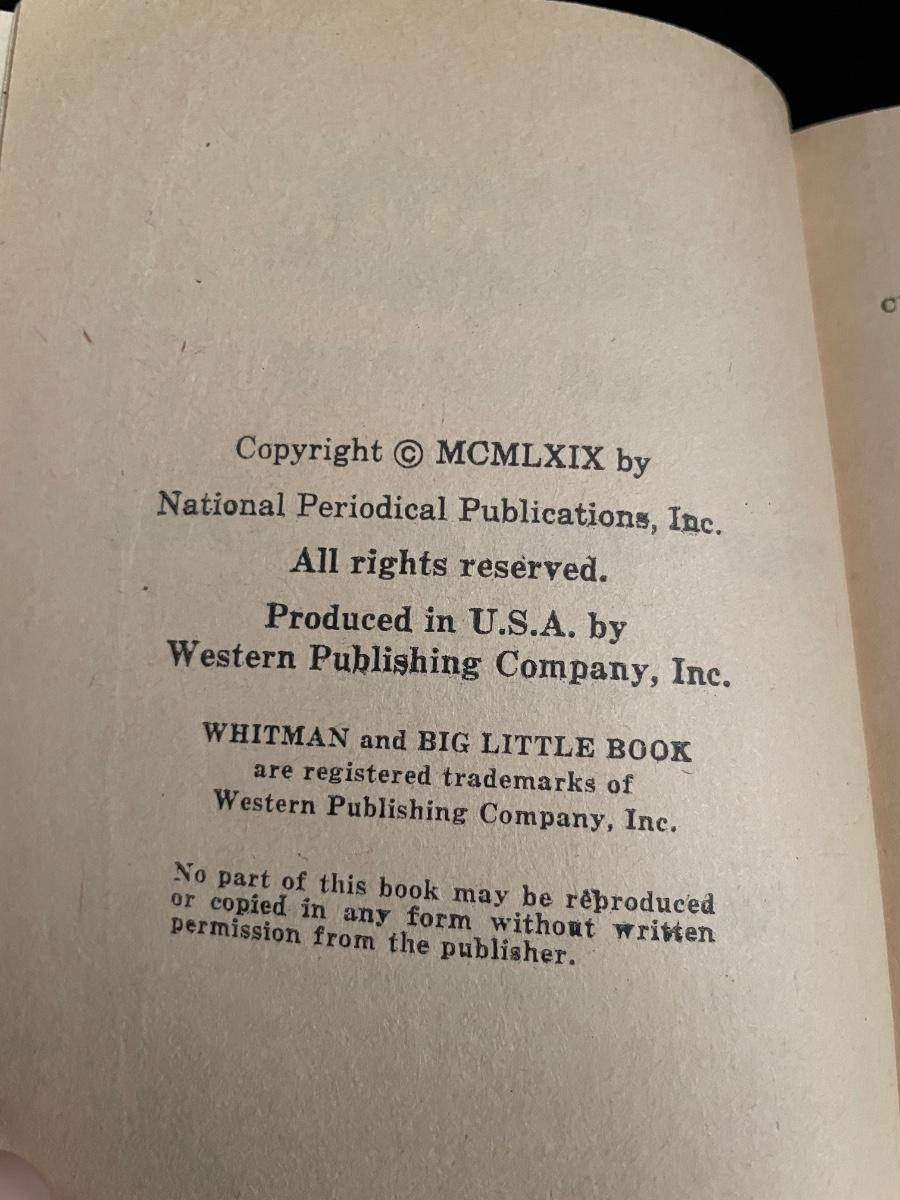 Copyright © MCMLXIX by
National Periodical Publications, Inc.
All rights reserved.
Produced in U.S.A. by
Western Publishing Company, Inc.
WHITMAN and BIG LITTLE BOOK
are registered trademarks of
Western Publishing Company, Inc.
No part of this book may be reproduced
or copied in any form without written
permission from the publisher.